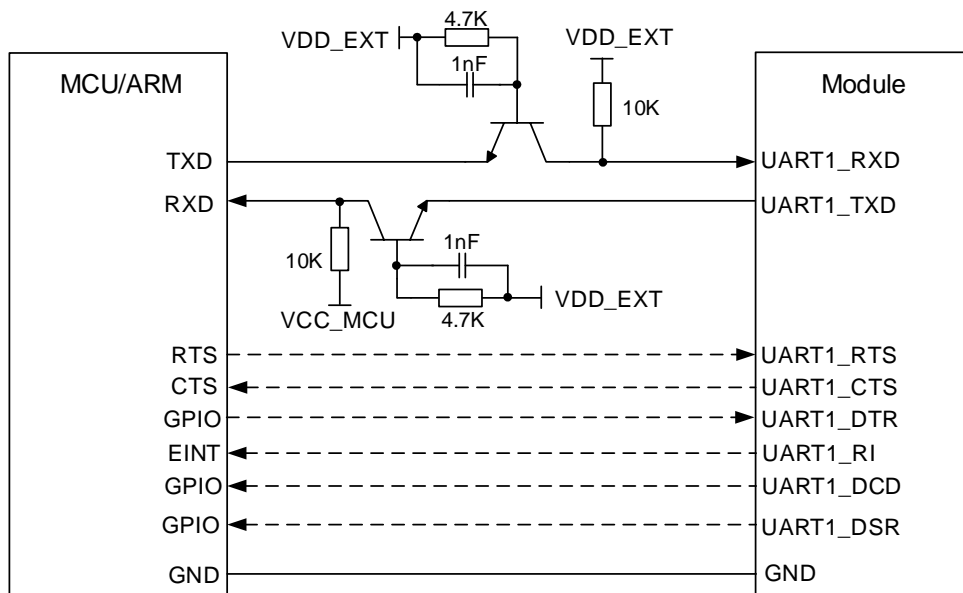 4.7K
VDD_EXT
VDD_EXT
1nF
MCU/ARM
Module
10K
TXD
UART1_RXD
RXD
UART1_TXD
1nF
10K
VDD_EXT
VCC_MCU
4.7K
RTS
UART1_RTS
CTS
UART1_CTS
GPIO
UART1_DTR
EINT
UART1_RI
GPIO
UART1_DCD
GPIO
UART1_DSR
GND
GND